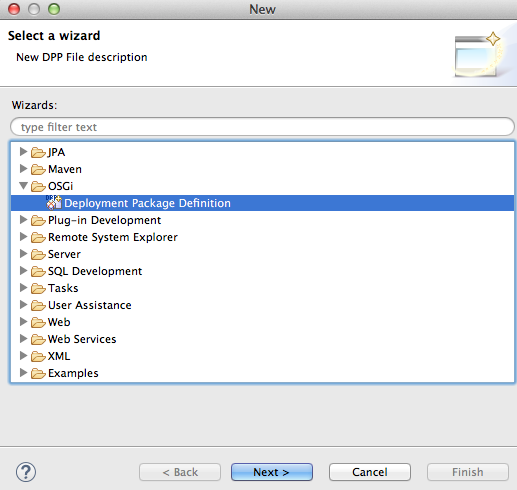 New
Select a wizard
New DPP File description
Wizards:
type filter text
JPA
Maven
OSGi
Deployment Package Definition
Plug-in Development
Remote System Explorer
Server
SQL Development
Tasks
User Assistance
Web
Web Services
XML
Examples
? < Back Next > Cancel Finish